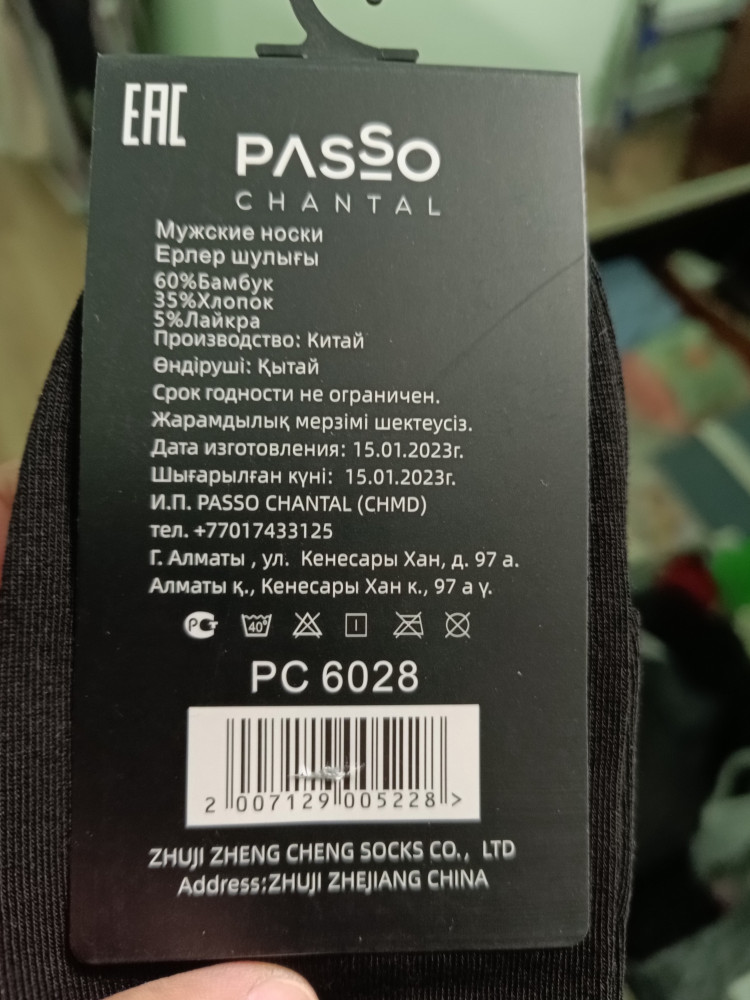 EAC
PASSO
CHANTAL
Мужские носки
Ерлер шулығы
60%Бамбук
35%Хлопок
5%Лайкра
Производство: Китай
Өндіруші: Қытай
Срок годности не ограничен.
Жарамдылық мерзімі шектеусіз.
Дата изготовления: 15.01.2023г.
Шығарылған күні: 15.01.2023г.
И.П. PASSO CHANTAL (CHMD)
тел. +77017433125
Г. Алматы , ул. Кенесары Хан, д. 97 а.
Алматы қ., Кенесары Хан к., 97 а ү.
40°
PC 6028
2 007129 005228 >
ZHUJI ZHENG CHENG SOCKS CO., LTD
Address:ZHUJI ZHEJIANG CHINA